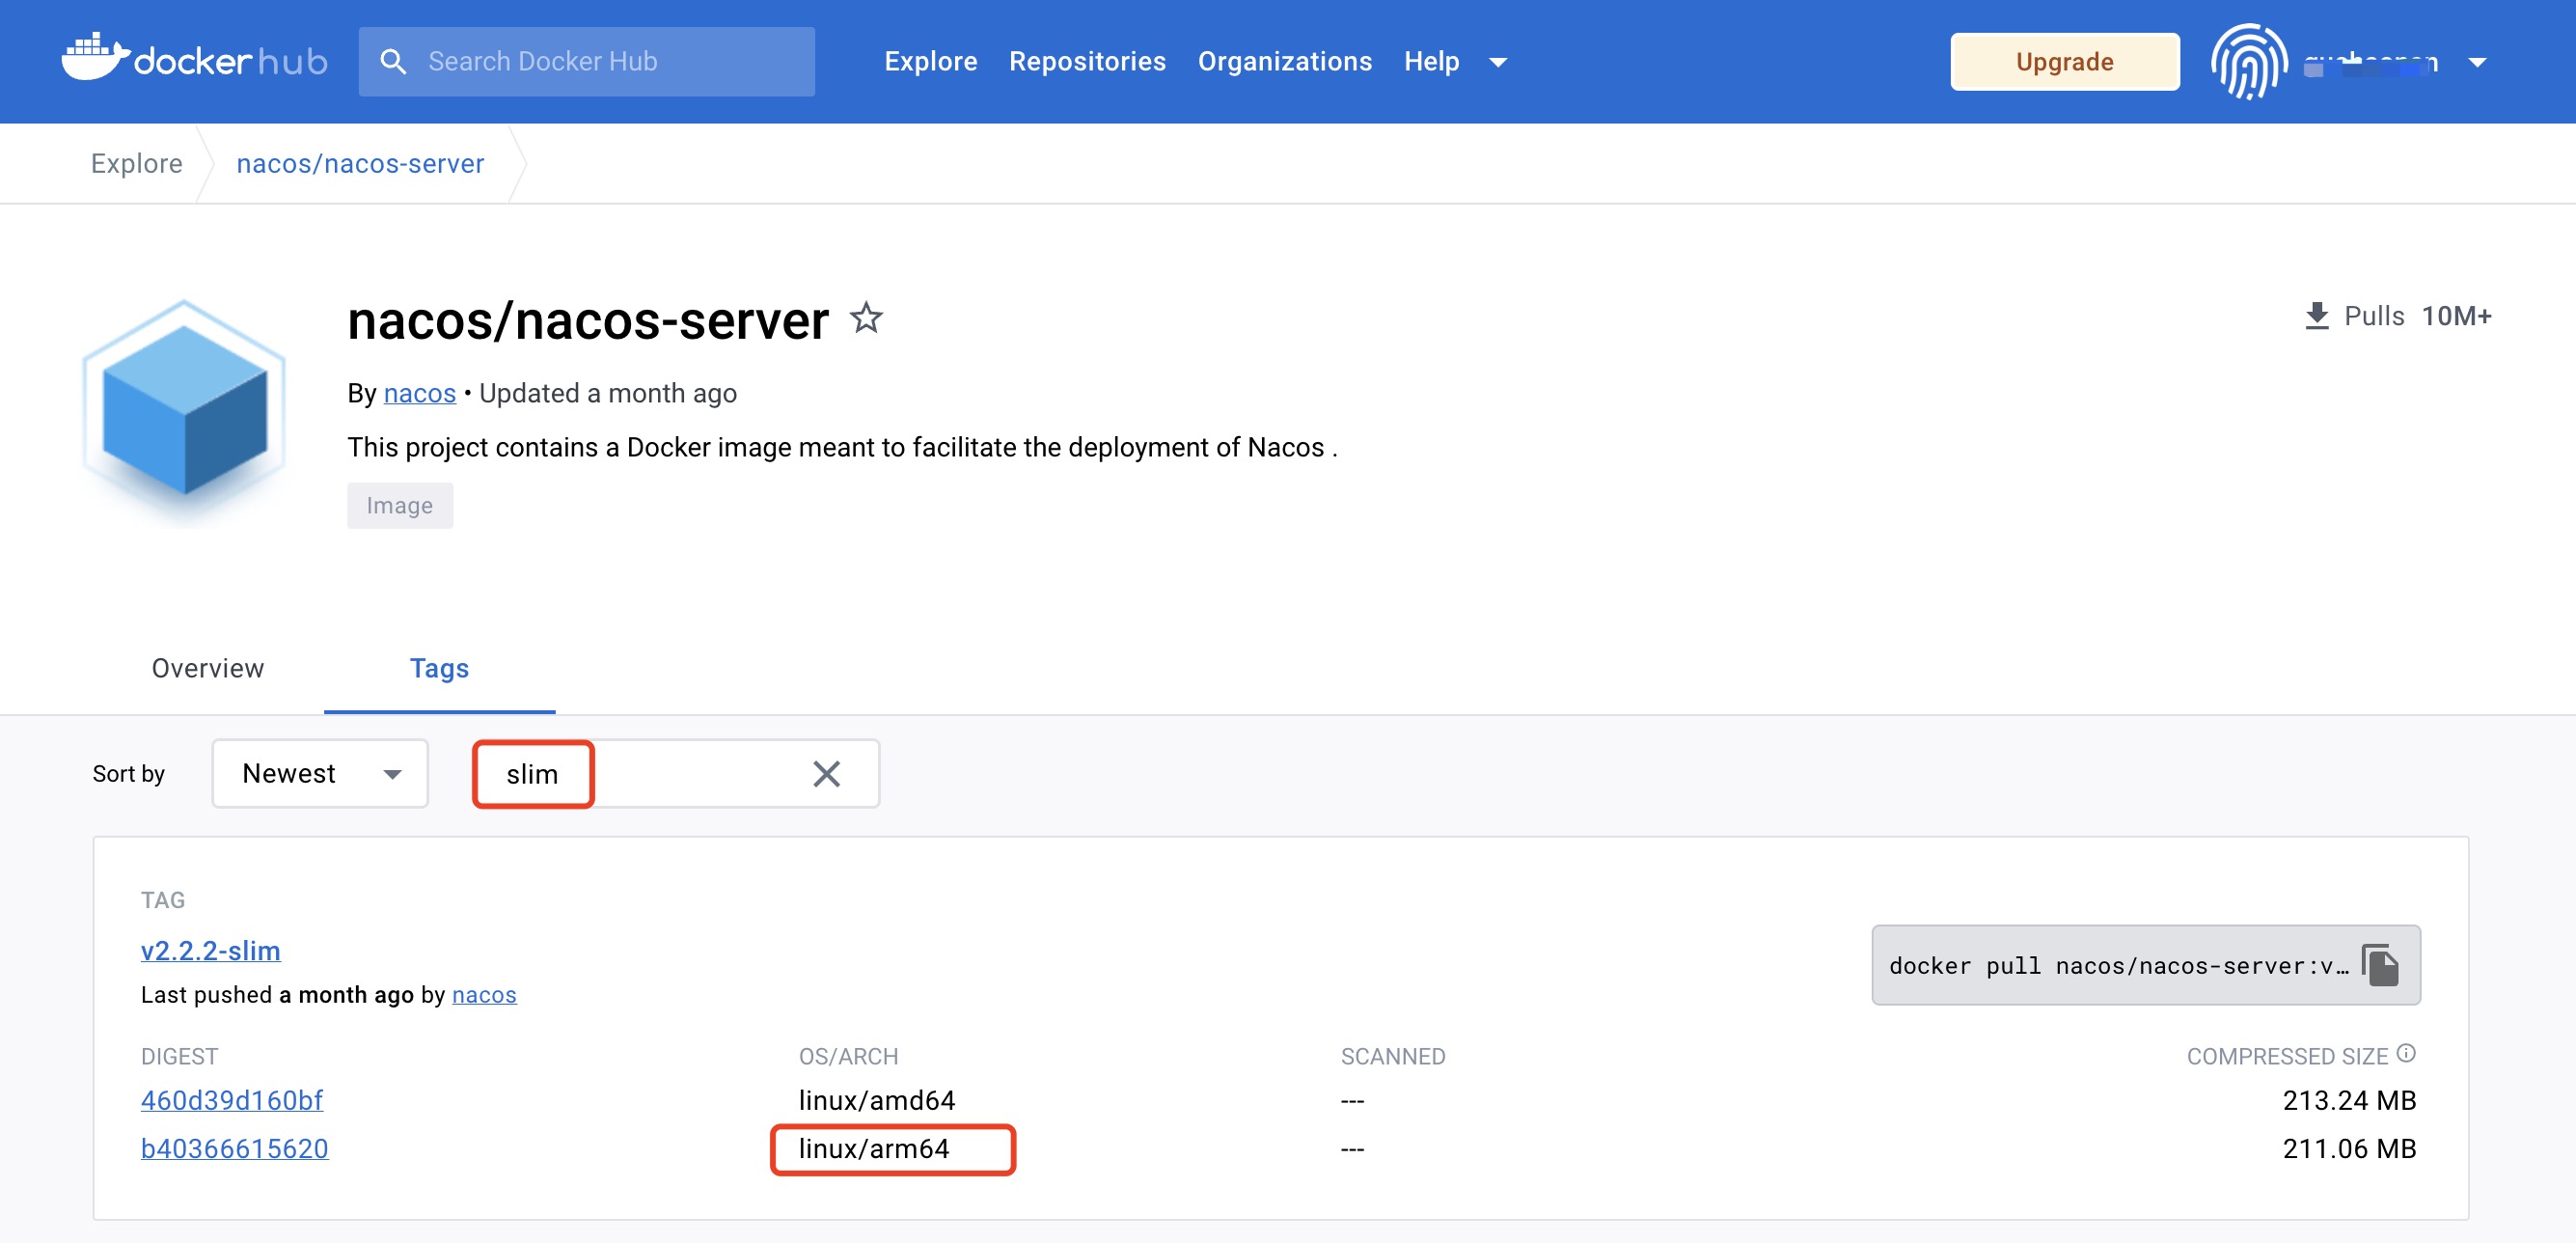 docker hub
Search Docker Hub
Explore
Repositories
Organizations
Help
Upgrade
Explore
nacos/nacos-server
nacos/nacos-server
Pulls 10M+
By nacos • Updated a month ago
This project contains a Docker image meant to facilitate the deployment of Nacos .
Image
Overview
Tags
Sort by
Newest
slim
TAG
v2.2.2-slim
docker pull nacos/nacos-server:v…
Last pushed a month ago by nacos
DIGEST
OS/ARCH
SCANNED
COMPRESSED SIZE
460d39d160bf
linux/amd64
---
213.24 MB
b40366615620
linux/arm64
---
211.06 MB